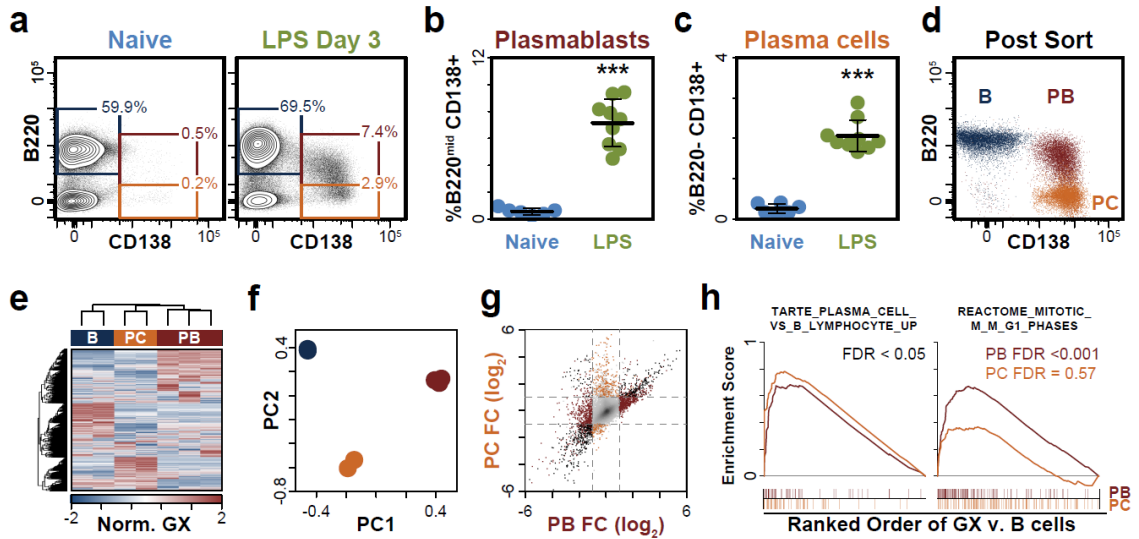 a
Naive
LPS Day 3
B220
10⁵
0
59.9%
0.5%
0.2%
69.5%
7.4%
2.9%
0
CD138
0
CD138
10⁵
b
Plasmablasts
%B220ᵐⁱᵈ CD138+
12
0
***
Naive
LPS
c
Plasma cells
%B220- CD138+
4
0
***
Naive
LPS
d
Post Sort
B220
10⁵
0
B
PB
PC
0
CD138
10⁵
e
B
PC
PB
-2
2
Norm. GX
f
PC2
0.4
-0.8
-0.4
0.4
PC1
g
PC FC (log₂)
6
-6
6
PB FC (log₂)
h
TARTE_PLASMA_CELL_
VS_B_LYMPHOCYTE_UP
REACTOME_MITOTIC_
M_M_G1_PHASES
Enrichment Score
1
0
FDR < 0.05
PB FDR <0.001
PC FDR = 0.57
PB
PC
Ranked Order of GX v. B cells